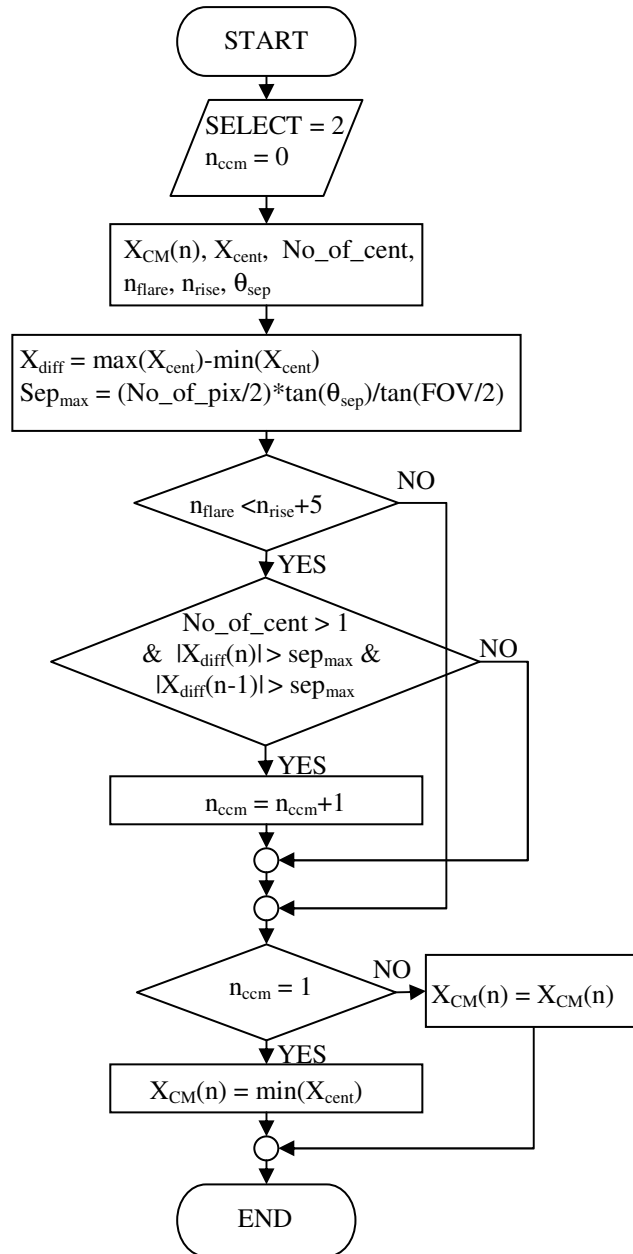 START
SELECT = 2
n_ccm = 0
X_CM(n), X_cent, No_of_cent,
n_flare, n_rise, θ_sep
X_diff = max(X_cent)-min(X_cent)
Sep_max = (No_of_pix/2)*tan(θ_sep)/tan(FOV/2)
n_flare <n_rise+5
NO
YES
No_of_cent > 1
& |X_diff(n)| > sep_max &
|X_diff(n-1)| > sep_max
NO
YES
n_ccm = n_ccm+1
n_ccm = 1
NO
X_CM(n) = X_CM(n)
YES
X_CM(n) = min(X_cent)
END